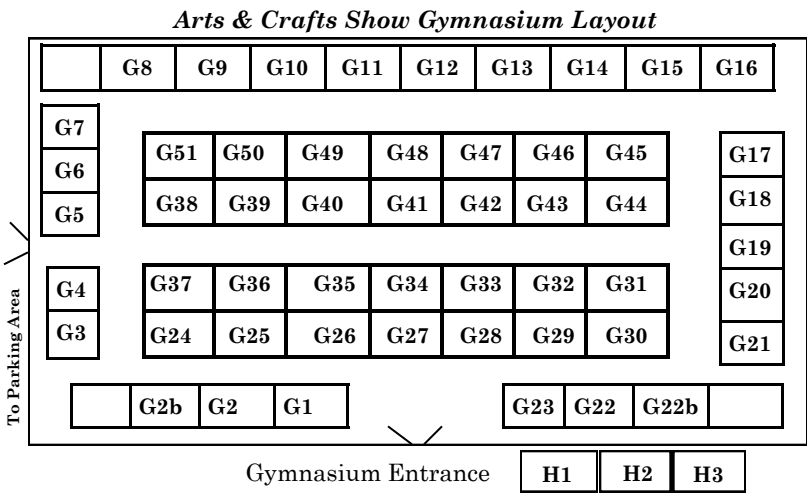 Arts & Crafts Show Gymnasium Layout
G8 G9 G10 G11 G12 G13 G14 G15 G16
G7
G6
G5
G51 G50 G49 G48 G47 G46 G45
G38 G39 G40 G41 G42 G43 G44
G17
G18
G19
G20
G21
G4
G3
G37 G36 G35 G34 G33 G32 G31
G24 G25 G26 G27 G28 G29 G30
To Parking Area
G2b G2 G1
G23 G22 G22b
Gymnasium Entrance
H1 H2 H3